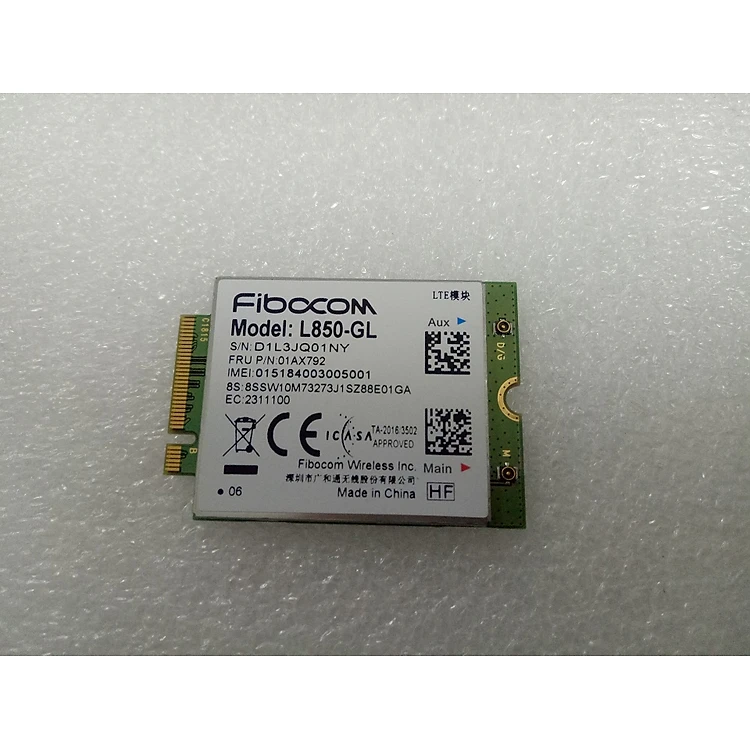 Fibocom
LTE模块
Model: L850-GL
Aux
S/N:D1L3JQ01NY
FRU P/N:01AX792
IMEI:015184003005001
8S:8SSW10M73273J1SZ88E01GA
EC:2311100
CE ICASA TA-2016/3502
APPROVED
Fibocom Wireless Inc. Main
深圳市广和通无线股份有限公司
06 Made in China HF
C1815
B
D/G
M